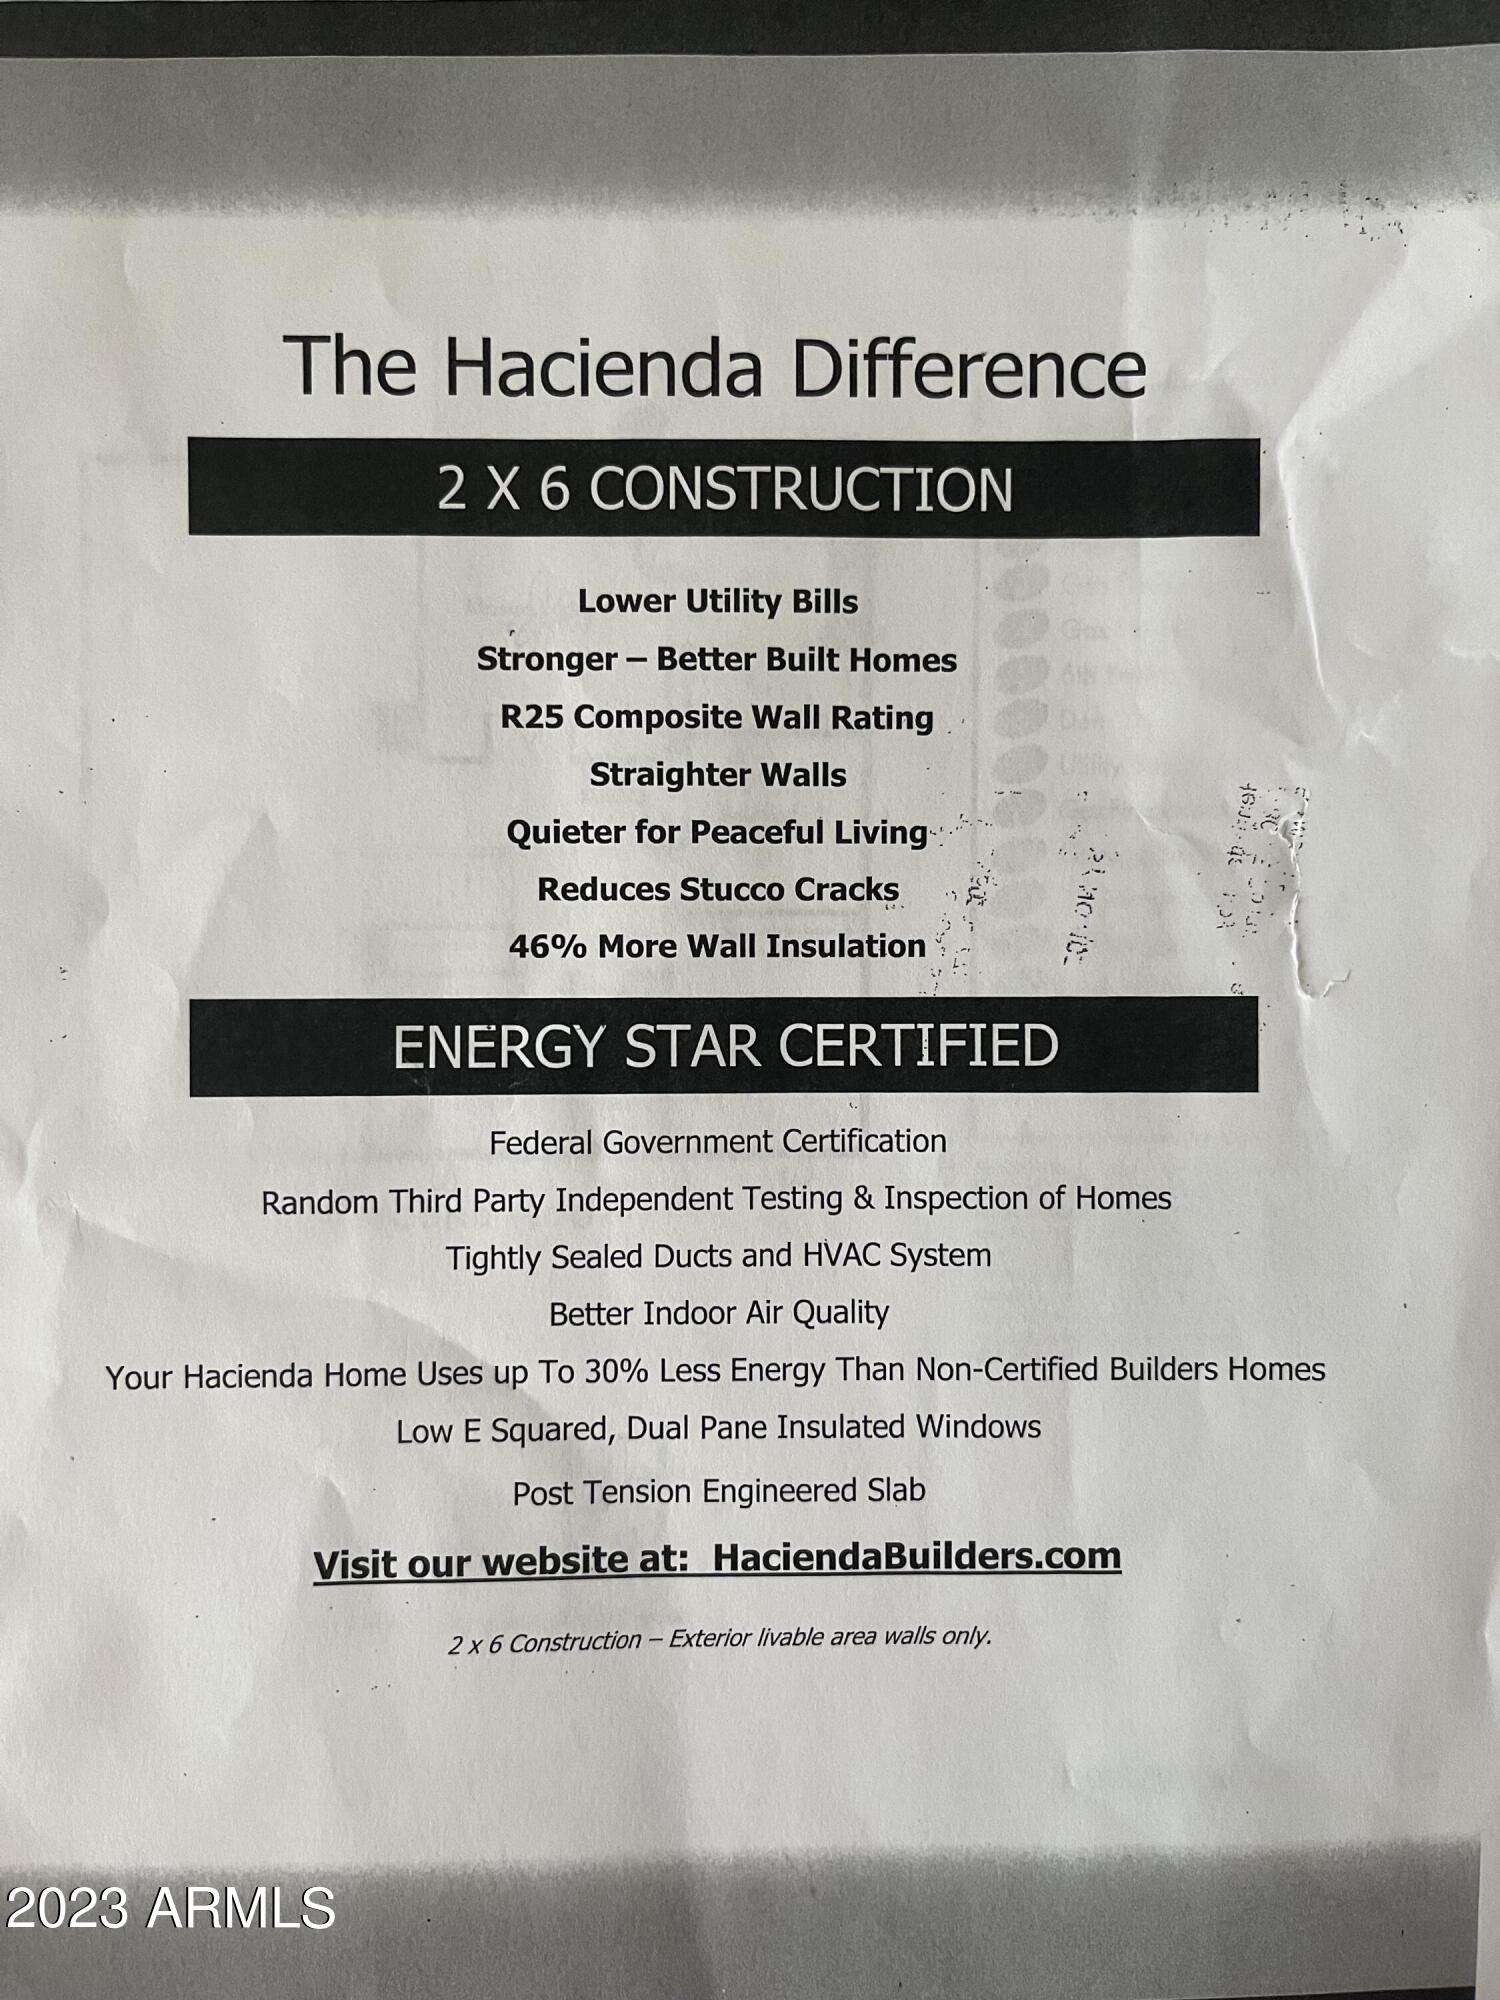 The Hacienda Difference
2 X 6 CONSTRUCTION
Lower Utility Bills
Stronger – Better Built Homes
R25 Composite Wall Rating
Straighter Walls
Quieter for Peaceful Living
Reduces Stucco Cracks
46% More Wall Insulation
ENERGY STAR CERTIFIED
Federal Government Certification
Random Third Party Independent Testing & Inspection of Homes
Tightly Sealed Ducts and HVAC System
Better Indoor Air Quality
Your Hacienda Home Uses up To 30% Less Energy Than Non-Certified Builders Homes
Low E Squared, Dual Pane Insulated Windows
Post Tension Engineered Slab
Visit our website at: HaciendaBuilders.com
2 x 6 Construction – Exterior livable area walls only.
2023 ARMLS